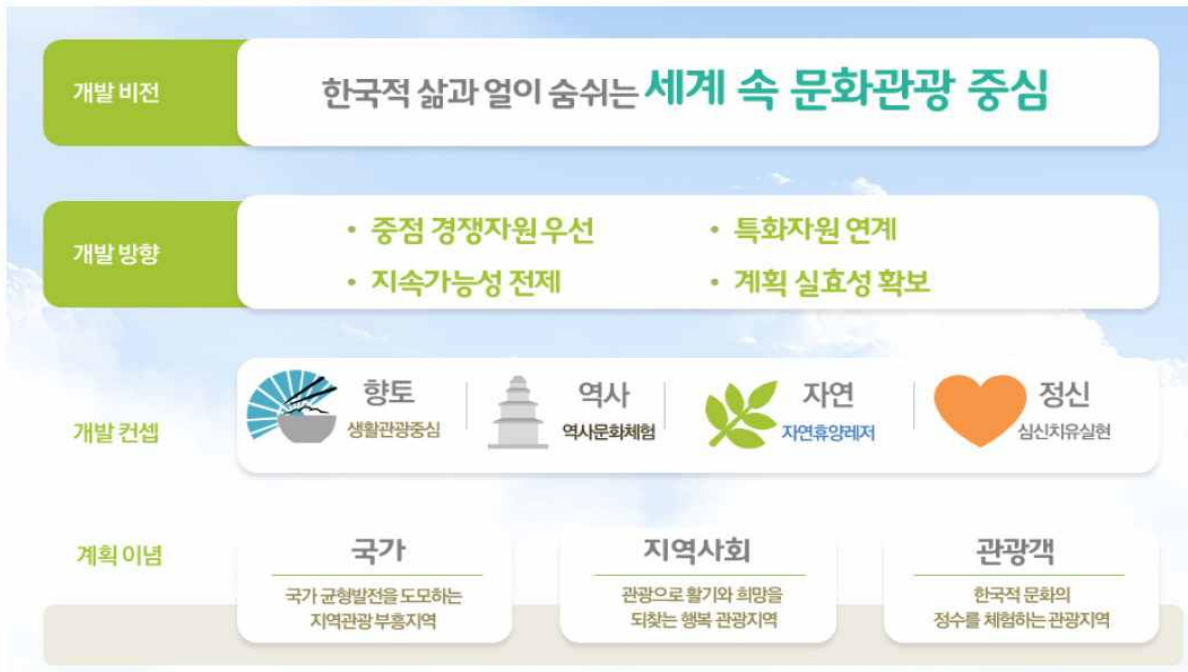 개발 비전
한국적 삶과 얼이 숨쉬는 세계 속 문화관광 중심
개발 방향
• 중점 경쟁자원 우선
• 특화자원 연계
• 지속가능성 전제
• 계획 실효성 확보
개발 컨셉
향토
생활관광중심
역사
역사문화체험
자연
자연휴양레저
정신
심신치유실현
계획 이념
국가
국가 균형발전을 도모하는
지역관광 부흥지역
지역사회
관광으로 활기와 희망을
되찾는 행복 관광지역
관광객
한국적 문화의
정수를 체험하는 관광지역